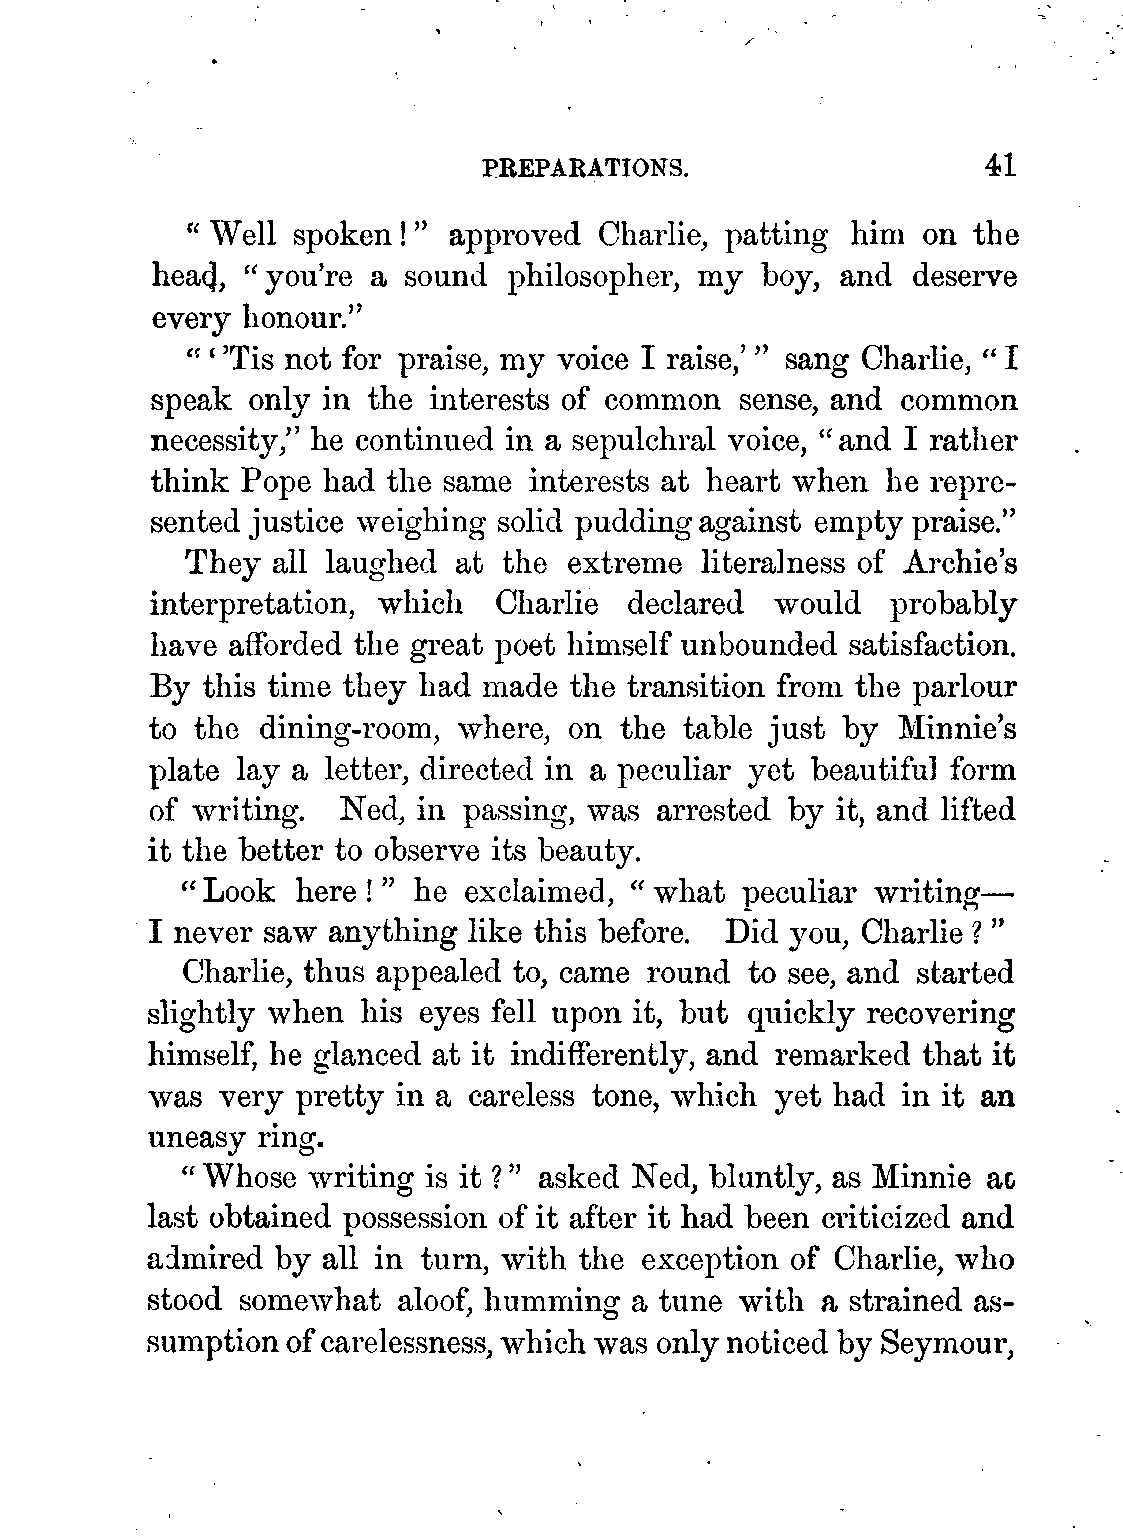 PREPARATIONS. 41
“ Well spoken ! ” approved Charlie, patting him on the
head, “ you’re a sound philosopher, my boy, and deserve
every honour.”
“ ‘ ’Tis not for praise, my voice I raise,’ ” sang Charlie, “ I
speak only in the interests of common sense, and common
necessity,” he continued in a sepulchral voice, “ and I rather
think Pope had the same interests at heart when he repre-
sented justice weighing solid pudding against empty praise.”
They all laughed at the extreme literalness of Archie’s
interpretation, which Charlie declared would probably
have afforded the great poet himself unbounded satisfaction.
By this time they had made the transition from the parlour
to the dining-room, where, on the table just by Minnie’s
plate lay a letter, directed in a peculiar yet beautiful form
of writing. Ned, in passing, was arrested by it, and lifted
it the better to observe its beauty.
“ Look here ! ” he exclaimed, “ what peculiar writing—
I never saw anything like this before. Did you, Charlie ? ”
Charlie, thus appealed to, came round to see, and started
slightly when his eyes fell upon it, but quickly recovering
himself, he glanced at it indifferently, and remarked that it
was very pretty in a careless tone, which yet had in it an
uneasy ring.
“ Whose writing is it ? ” asked Ned, bluntly, as Minnie at
last obtained possession of it after it had been criticized and
admired by all in turn, with the exception of Charlie, who
stood somewhat aloof, humming a tune with a strained as-
sumption of carelessness, which was only noticed by Seymour,